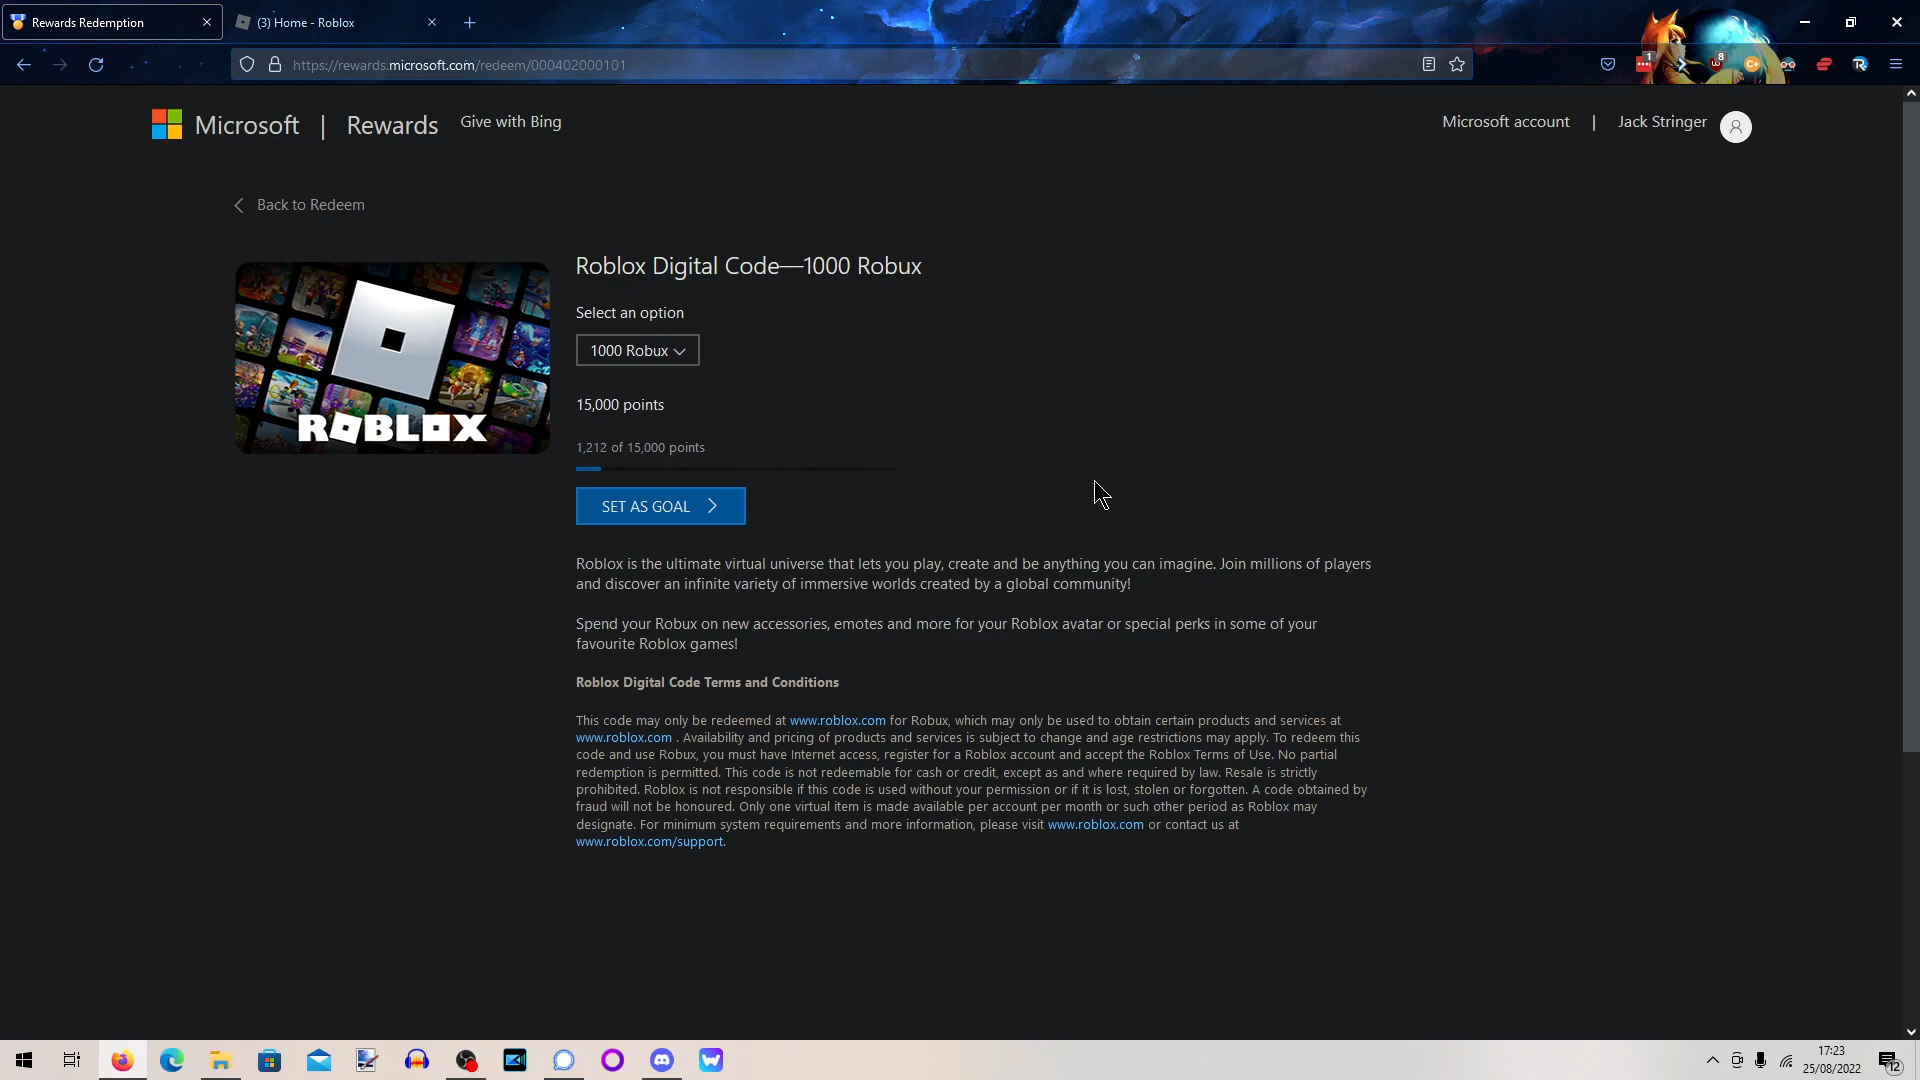 Rewards Redemption
(3) Home - Roblox
https://rewards.microsoft.com/redeem/000402000101
1
8
Microsoft | Rewards Give with Bing
Microsoft account | Jack Stringer
Back to Redeem
ROBLOX
Roblox Digital Code—1000 Robux
Select an option
1000 Robux
15,000 points
1,212 of 15,000 points
SET AS GOAL
Roblox is the ultimate virtual universe that lets you play, create and be anything you can imagine. Join millions of players
and discover an infinite variety of immersive worlds created by a global community!
Spend your Robux on new accessories, emotes and more for your Roblox avatar or special perks in some of your
favourite Roblox games!
Roblox Digital Code Terms and Conditions
This code may only be redeemed at www.roblox.com for Robux, which may only be used to obtain certain products and services at
www.roblox.com . Availability and pricing of products and services is subject to change and age restrictions may apply. To redeem this
code and use Robux, you must have Internet access, register for a Roblox account and accept the Roblox Terms of Use. No partial
redemption is permitted. This code is not redeemable for cash or credit, except as and where required by law. Resale is strictly
prohibited. Roblox is not responsible if this code is used without your permission or if it is lost, stolen or forgotten. A code obtained by
fraud will not be honoured. Only one virtual item is made available per account per month or such other period as Roblox may
designate. For minimum system requirements and more information, please visit www.roblox.com or contact us at
www.roblox.com/support.
17:23
25/08/2022
12